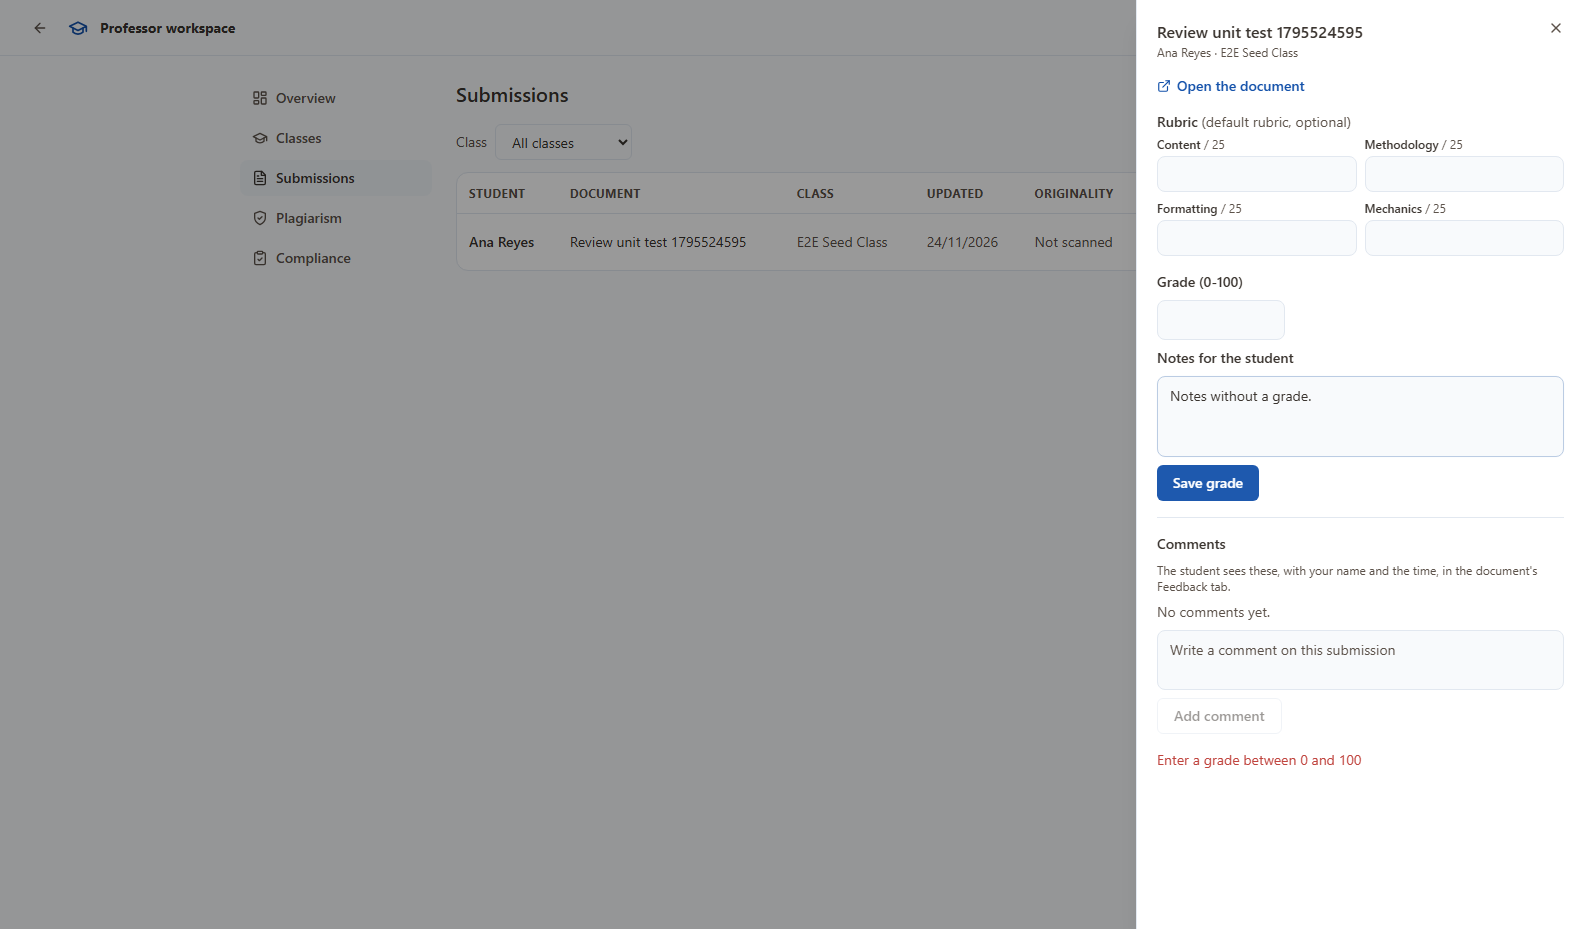 Professor workspace
Overview
Classes
Submissions
Plagiarism
Compliance
Submissions
Class All classes
STUDENT DOCUMENT CLASS UPDATED ORIGINALITY
Ana Reyes Review unit test 1795524595 E2E Seed Class 24/11/2026 Not scanned
Review unit test 1795524595
Ana Reyes · E2E Seed Class
Open the document
Rubric (default rubric, optional)
Content / 25 Methodology / 25
Formatting / 25 Mechanics / 25
Grade (0-100)
Notes for the student
Notes without a grade.
Save grade
Comments
The student sees these, with your name and the time, in the document's
Feedback tab.
No comments yet.
Write a comment on this submission
Add comment
Enter a grade between 0 and 100